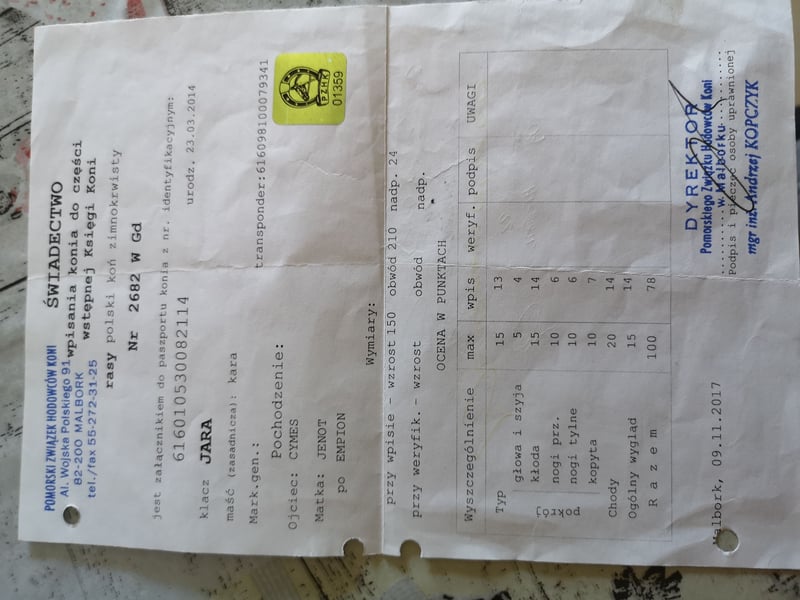 POMORSKI ZWIĄZEK HODOWCÓW KONI
Al. Wojska Polskiego 91
82-200 MALBORK
tel./fax 55-272-31-25
ŚWIADECTWO
wpisania konia do części
wstępnej Księgi Koni
rasy polski koń zimnokrwisty
Nr 2682 W Gd
jest załącznikiem do paszportu konia z nr. identyfikacyjnym:
616010530082114
urodz. 23.03.2014
klacz JARA
maść (zasadnicza): kara
Mark.gen.:
transponder:616098100079341
PZHK
01359
Pochodzenie:
Ojciec: CYMES
Matka: JENOT
po EMPION
Wymiary:
przy wpisie - wzrost 150 obwód 210 nadp. 24
przy weryfik. - wzrost obwód nadp.
OCENA W PUNKTACH
Wyszczególnienie max wpis weryf. podpis UWAGI
Typ 15 13
pokrój
głowa i szyja 5 4
kłoda 15 14
nogi prz. 10 6
nogi tylne 10 6
kopyta 10 7
Chody 20 14
Ogólny wygląd 15 14
R a z e m 100 78
Malbork, 09.11.2017
DYREKTOR
Pomorskiego Związku Hodowców Koni
w Malborku
Podpis i pieczęć osoby uprawnionej
mgr inż. Andrzej KOPCZYK